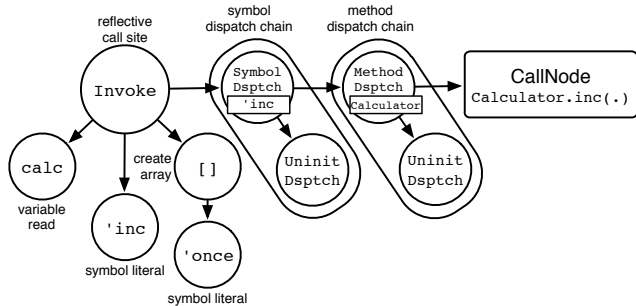 reflective
call site
symbol
dispatch chain
method
dispatch chain
Invoke
Symbol
Dsptch
'inc
Method
Dsptch
Calculator
CallNode
Calculator.inc(.)
calc
variable
read
'inc
symbol literal
create
array
[]
'once
symbol literal
Uninit
Dsptch
Uninit
Dsptch